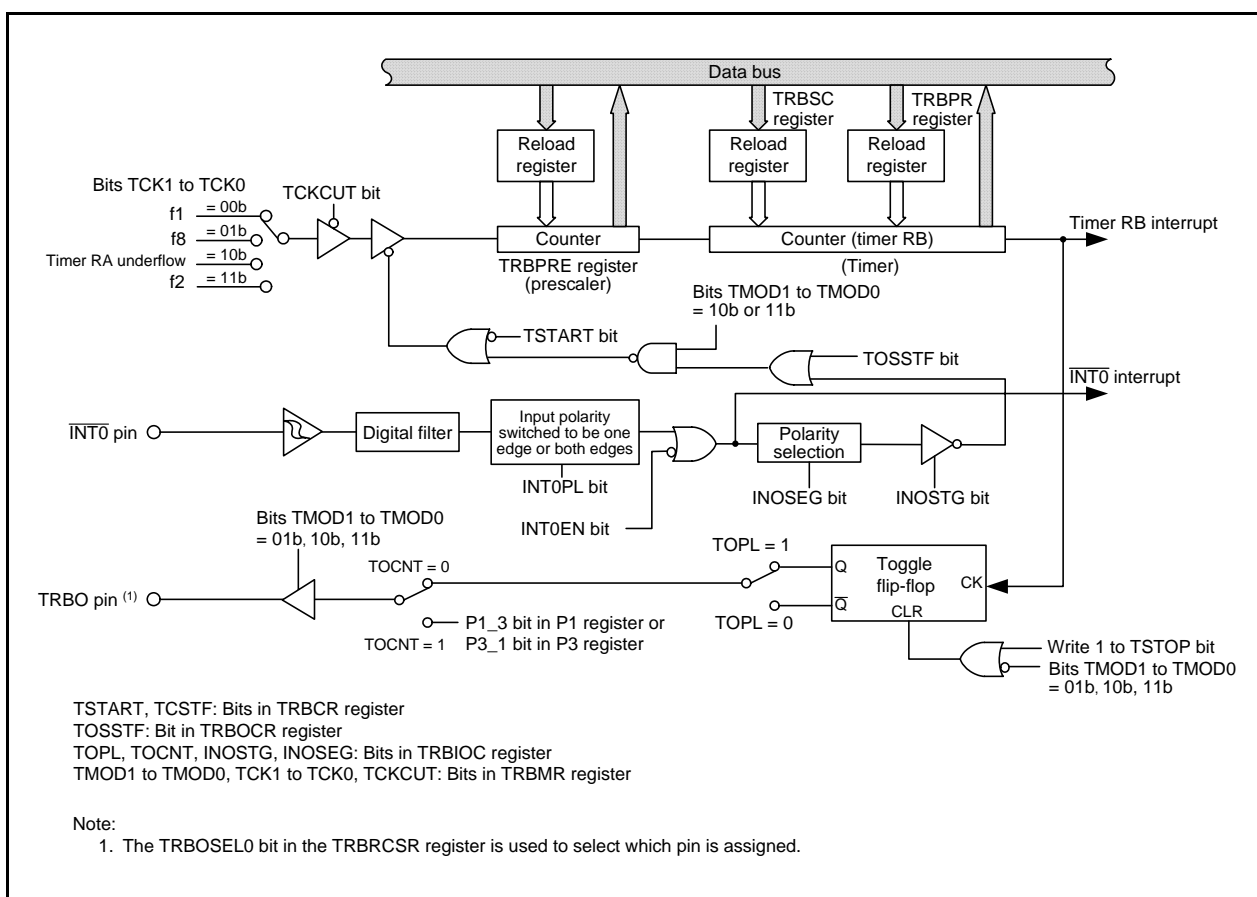 Data bus
TRBSC
register
TRBPR
register
Reload
register
Reload
register
Reload
register
Bits TCK1 to TCK0
TCKCUT bit
f1
= 00b
f8
= 01b
Timer RA underflow
= 10b
f2
= 11b
Counter
TRBPRE register
(prescaler)
Counter (timer RB)
(Timer)
Timer RB interrupt
Bits TMOD1 to TMOD0
= 10b or 11b
TSTART bit
TOSSTF bit
INT0 interrupt
INT0 pin
Digital filter
Input polarity
switched to be one
edge or both edges
Polarity
selection
INT0PL bit
INOSEG bit
INOSTG bit
INT0EN bit
Bits TMOD1 to TMOD0
= 01b, 10b, 11b
TOCNT = 0
TOPL = 1
Q
Toggle
flip-flop
CK
TRBO pin (1)
Q
CLR
P1_3 bit in P1 register or
P3_1 bit in P3 register
TOCNT = 1
TOPL = 0
Write 1 to TSTOP bit
Bits TMOD1 to TMOD0
= 01b, 10b, 11b
TSTART, TCSTF: Bits in TRBCR register
TOSSTF: Bit in TRBOCR register
TOPL, TOCNT, INOSTG, INOSEG: Bits in TRBIOC register
TMOD1 to TMOD0, TCK1 to TCK0, TCKCUT: Bits in TRBMR register
Note:
1. The TRBOSEL0 bit in the TRBRCSR register is used to select which pin is assigned.